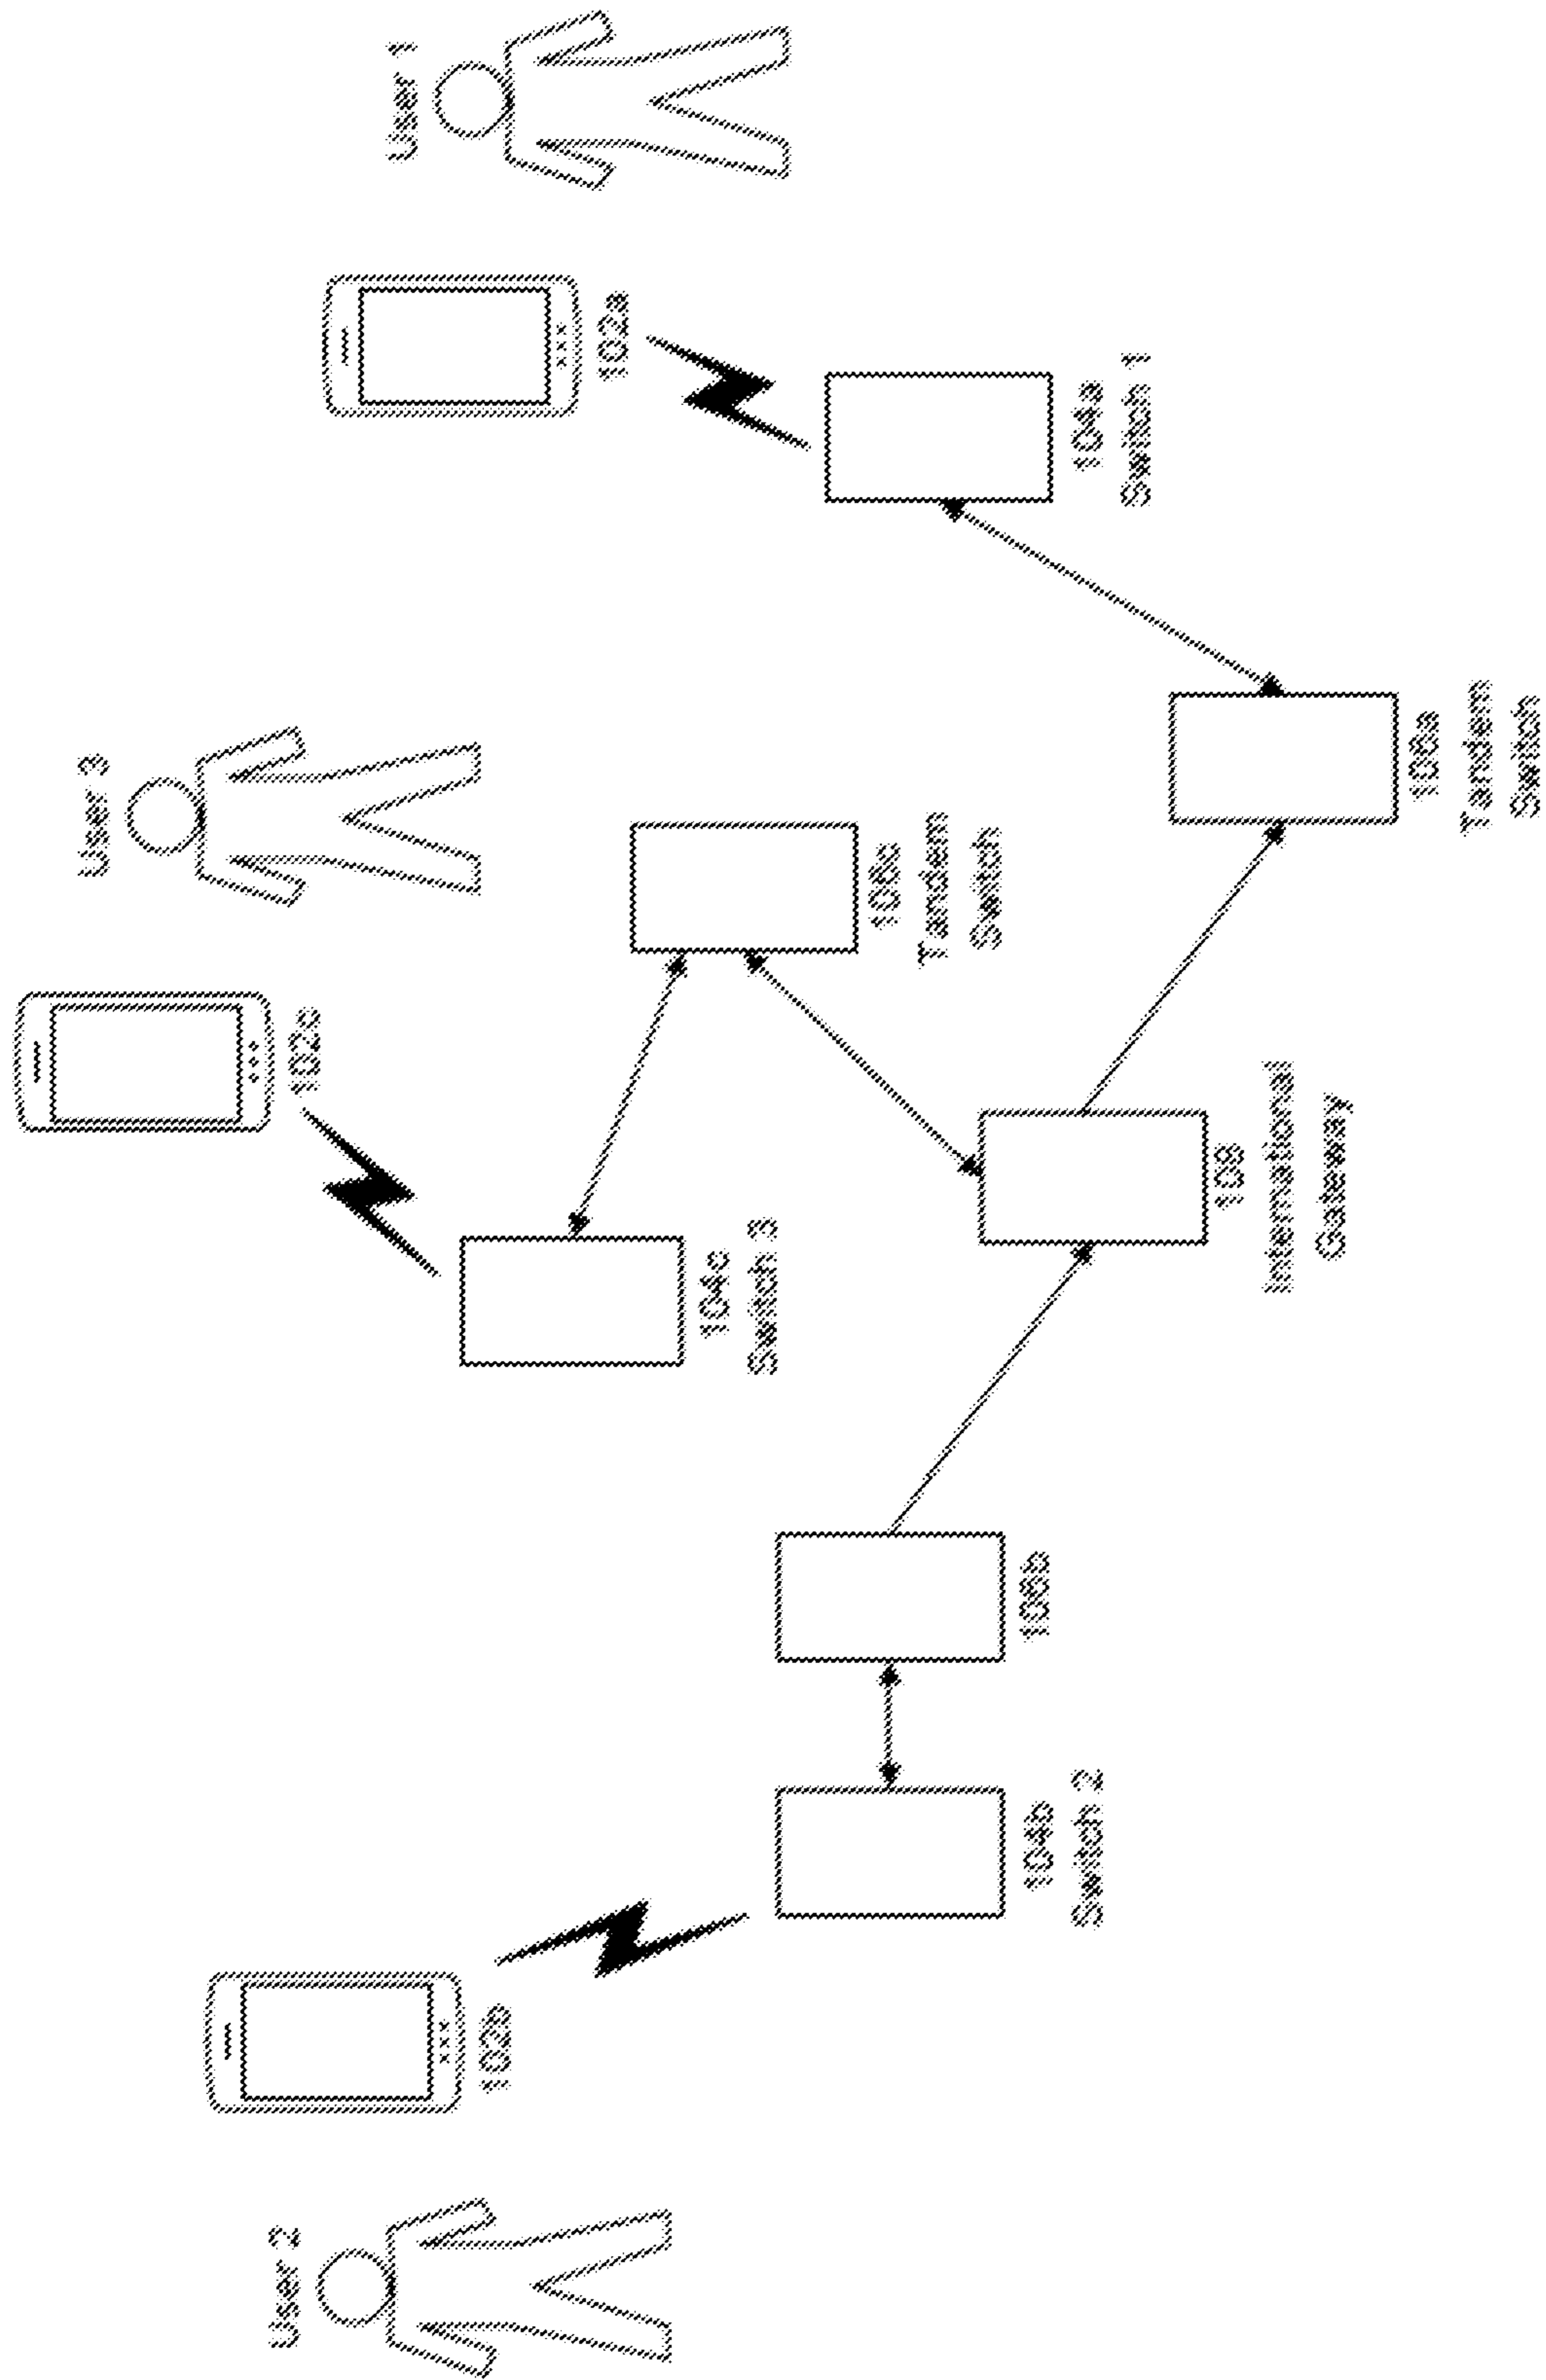 User 3
User 2
102c
User 1
102b
102a
104c
Switch 3
106c
Tandem
Switch
104b
Switch 2
106b
104a
Switch 1
109
International
Gateway
106a
Tandem
Switch